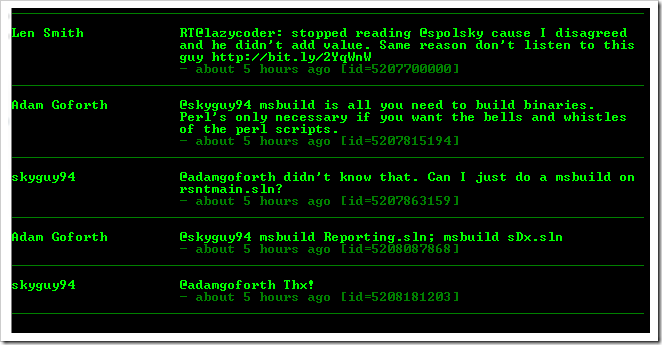 Len Smith RT@lazycoder: stopped reading @spolsky cause I disagreed
and he didn't add value. Same reason don't listen to this
guy http://bit.ly/2YqWnW
- about 5 hours ago [id=5207700000]
Adam Goforth @skyguy94 msbuild is all you need to build binaries.
Perl's only necessary if you want the bells and whistles
of the perl scripts.
- about 5 hours ago [id=5207815194]
skyguy94 @adamgoforth didn't know that. Can I just do a msbuild on
rsntmain.sln?
- about 5 hours ago [id=5207863159]
Adam Goforth @skyguy94 msbuild Reporting.sln; msbuild sDx.sln
- about 5 hours ago [id=5208087868]
skyguy94 @adamgoforth Thx!
- about 5 hours ago [id=5208181203]